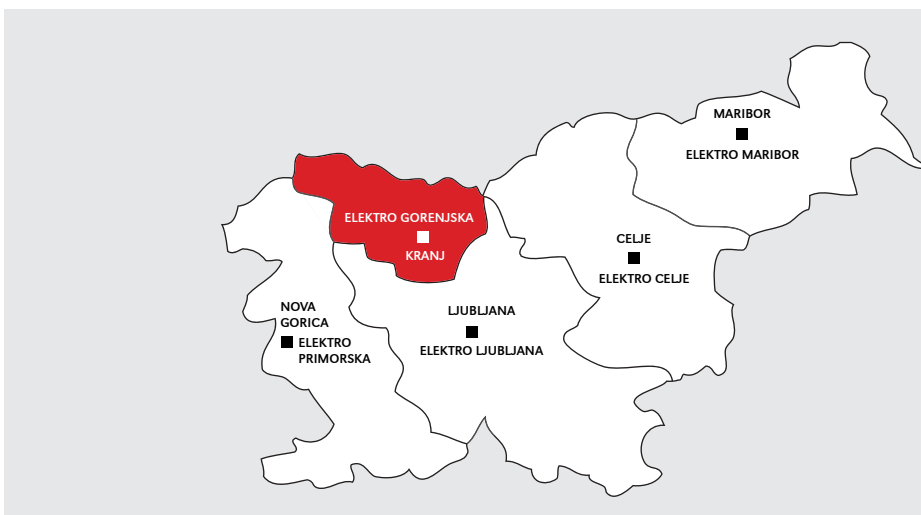 MARIBOR
ELEKTRO MARIBOR
ELEKTRO GORENJSKA
KRANJ
CELJE
ELEKTRO CELJE
NOVA
GORICA
ELEKTRO
PRIMORSKA
LJUBLJANA
ELEKTRO LJUBLJANA